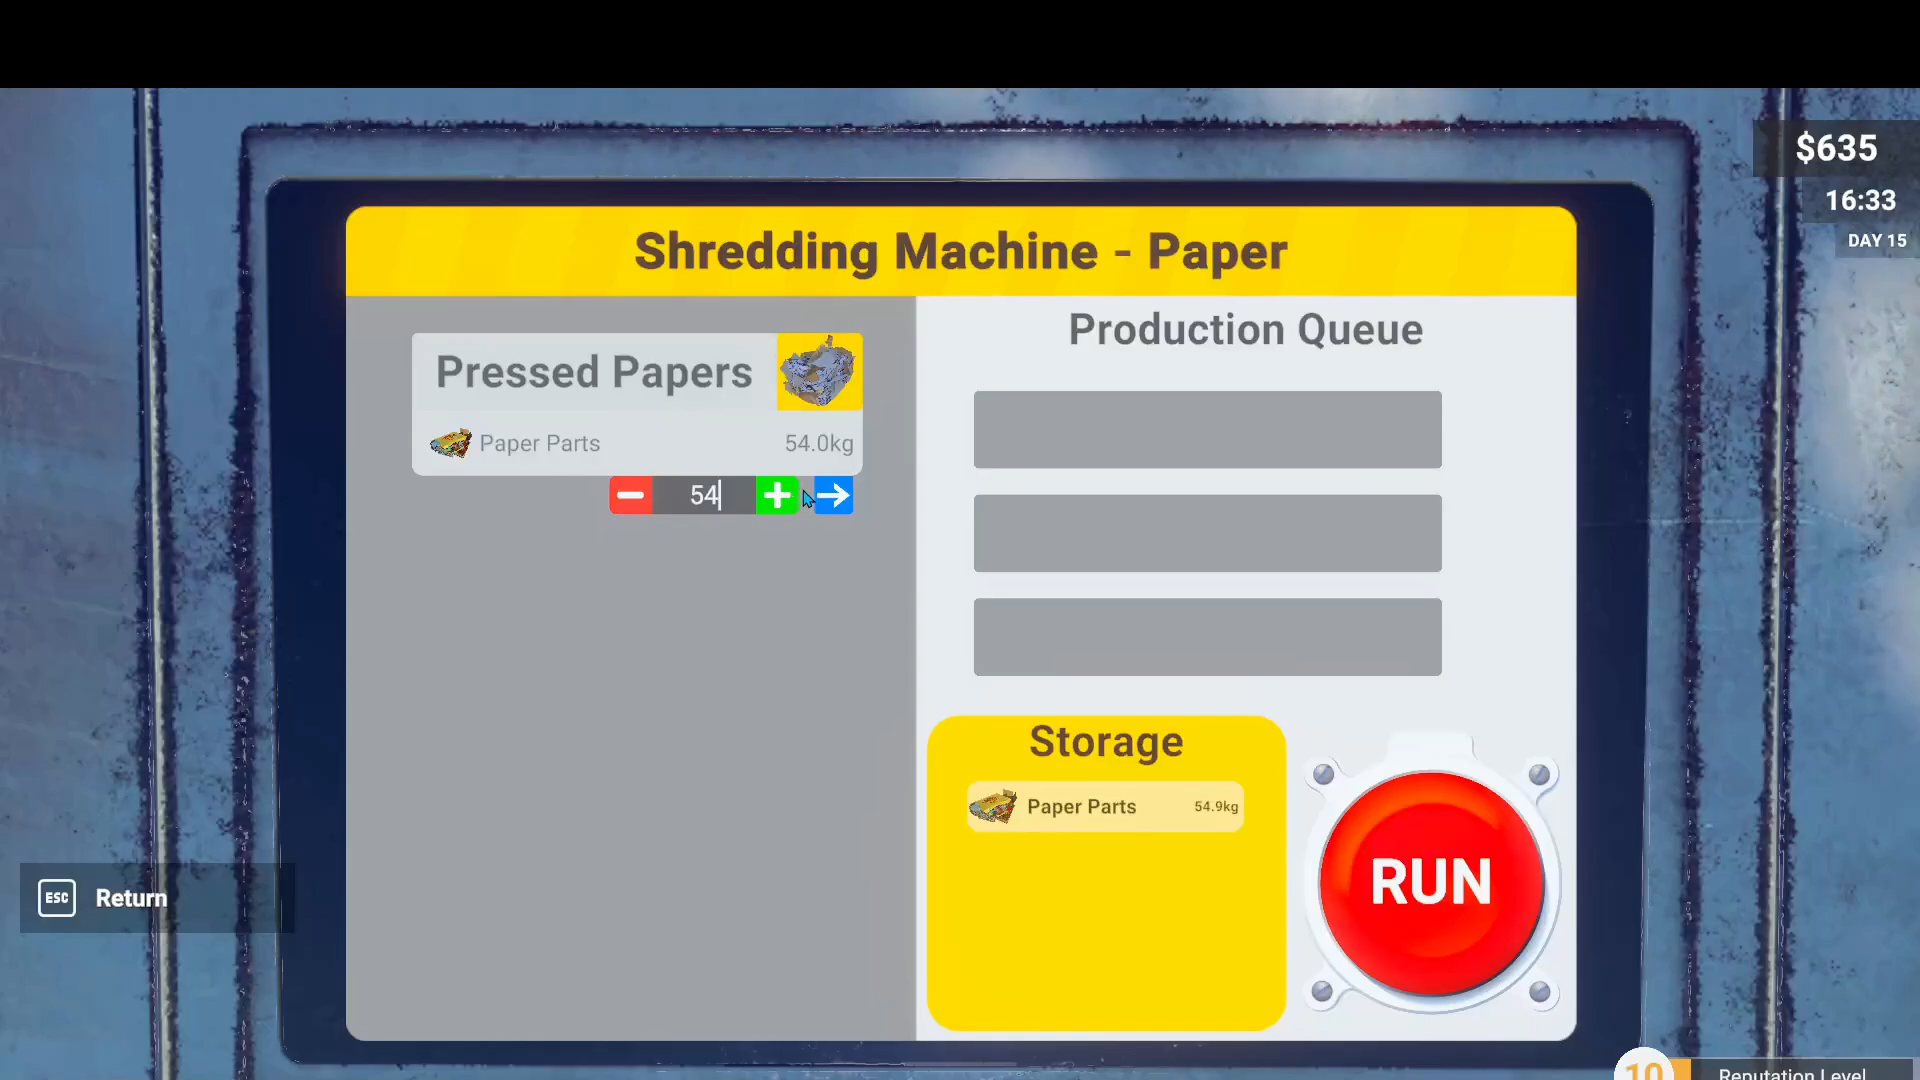 $635
16:33
DAY 15
Shredding Machine - Paper
Pressed Papers
Paper Parts 54.0kg
54
Production Queue
Storage
Paper Parts 54.9kg
RUN
ESC Return
10 Reputation Level